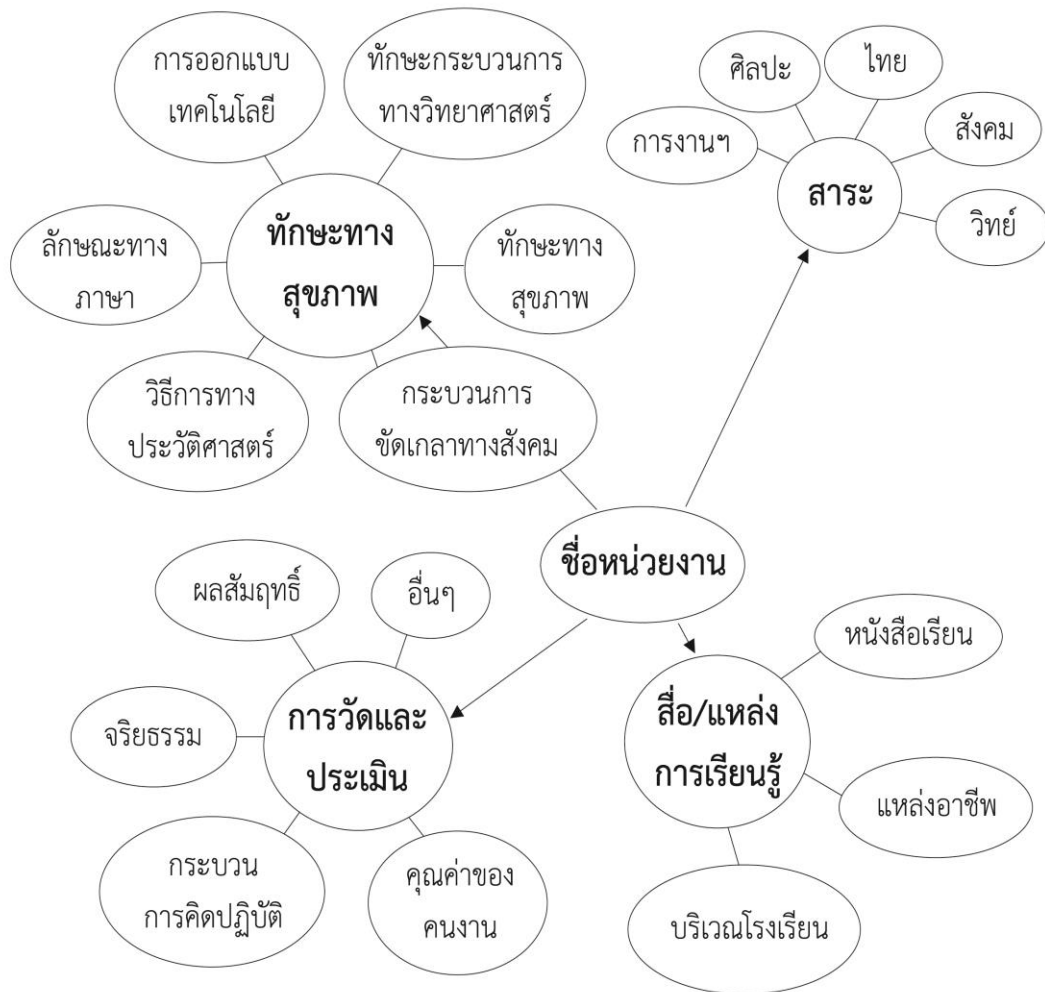 การออกแบบ
เทคโนโลยี
ทักษะกระบวนการ
ทางวิทยาศาสตร์
ลักษณะทาง
ภาษา
ทักษะทาง
สุขภาพ
ทักษะทาง
สุขภาพ
วิธีการทาง
ประวัติศาสตร์
กระบวนการ
ขัดเกลาทางสังคม
ศิลปะ
ไทย
การงานฯ
สังคม
สาระ
วิทย์
ชื่อหน่วยงาน
ผลสัมฤทธิ์
อื่นๆ
จริยธรรม
การวัดและ
ประเมิน
กระบวน
การคิดปฏิบัติ
คุณค่าของ
คนงาน
หนังสือเรียน
สื่อ/แหล่ง
การเรียนรู้
แหล่งอาชีพ
บริเวณโรงเรียน